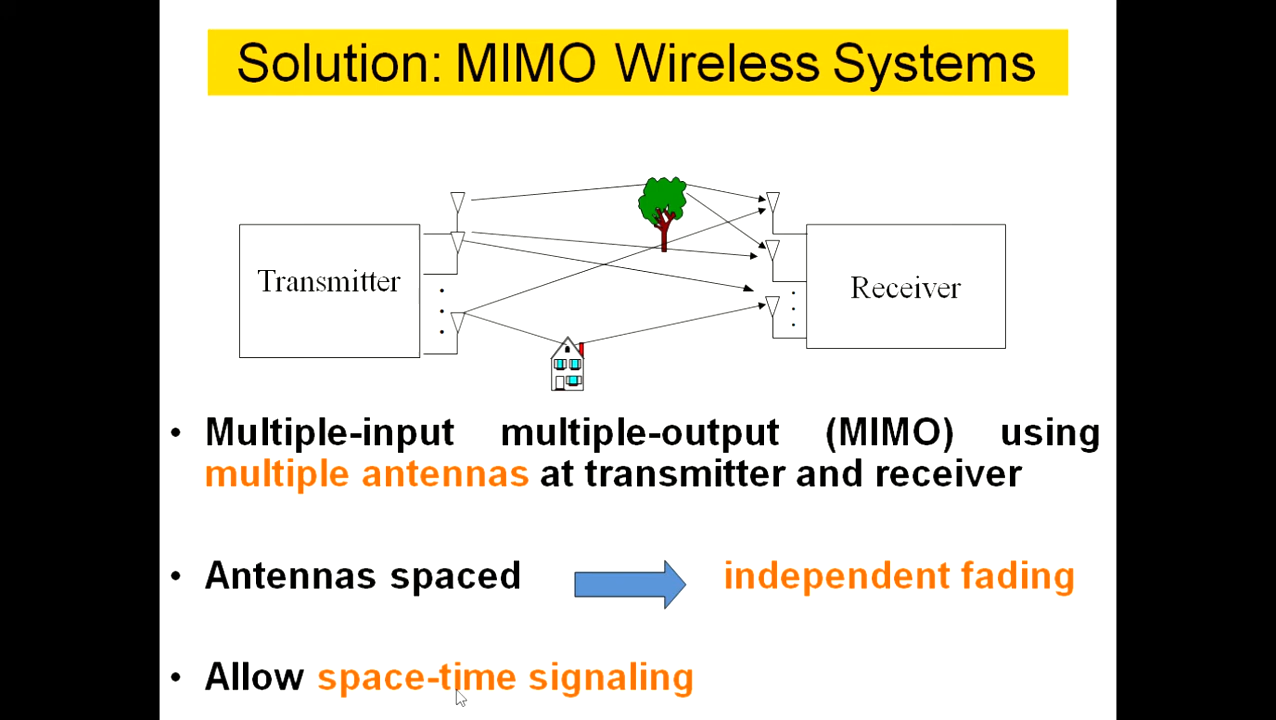 Solution: MIMO Wireless Systems
Transmitter
Receiver
• Multiple-input multiple-output (MIMO) using
multiple antennas at transmitter and receiver
• Antennas spaced independent fading
• Allow space-time signaling